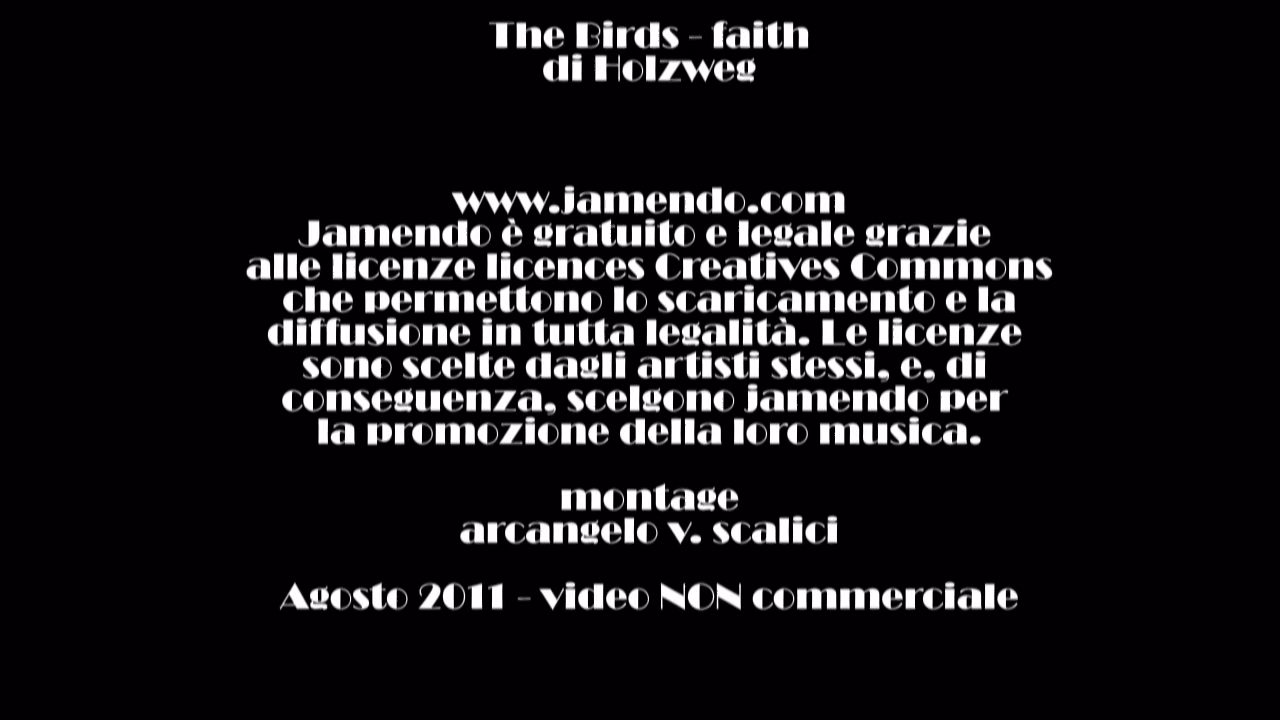 The Birds - faith
di Holzweg
www.jamendo.com
Jamendo è gratuito e legale grazie
alle licenze licences Creatives Commons
che permettono lo scaricamento e la
diffusione in tutta legalità. Le licenze
sono scelte dagli artisti stessi, e, di
conseguenza, scelgono jamendo per
la promozione della loro musica.
montage
arcangelo v. scalici
Agosto 2011 - video NON commerciale